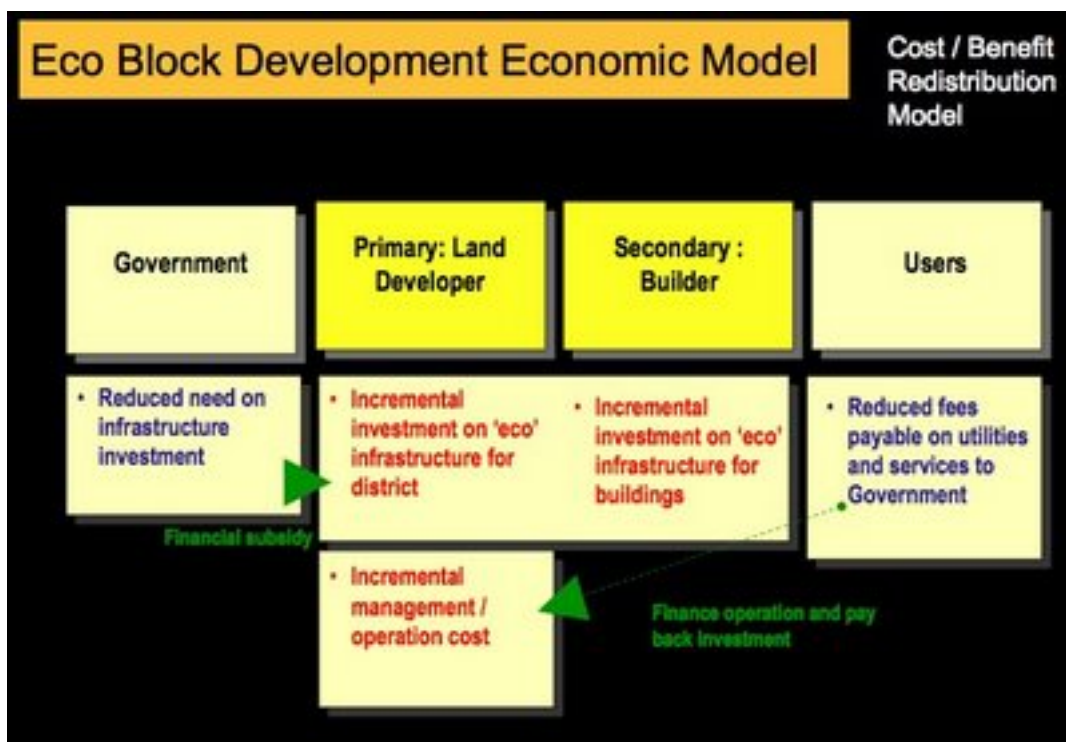 Eco Block Development Economic Model
Cost / Benefit
Redistribution
Model
Government
Primary: Land
Developer
Secondary :
Builder
Users
• Reduced need on
infrastructure
investment
• Incremental
investment on ‘eco’
infrastructure for
district
• Incremental
investment on ‘eco’
infrastructure for
buildings
• Reduced fees
payable on utilities
and services to
Government
Financial subsidy
• Incremental
management /
operation cost
Finance operation and pay
back investment